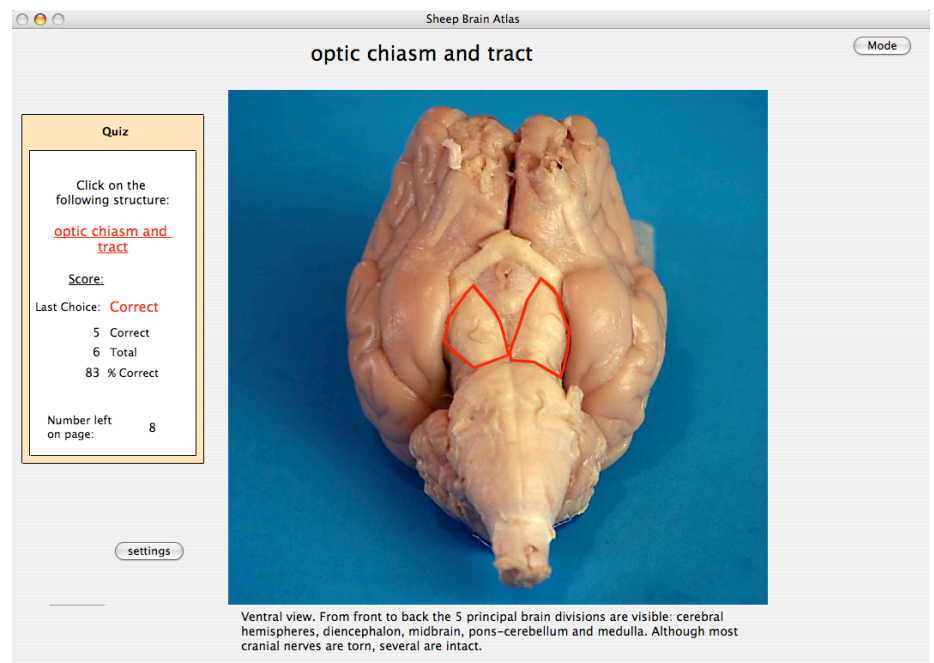 Sheep Brain Atlas
optic chiasm and tract
Mode
Quiz
Click on the
following structure:
optic chiasm and
tract
Score:
Last Choice: Correct
5 Correct
6 Total
83 % Correct
Number left
on page: 8
settings
Ventral view. From front to back the 5 principal brain divisions are visible: cerebral
hemispheres, diencephalon, midbrain, pons-cerebellum and medulla. Although most
cranial nerves are torn, several are intact.